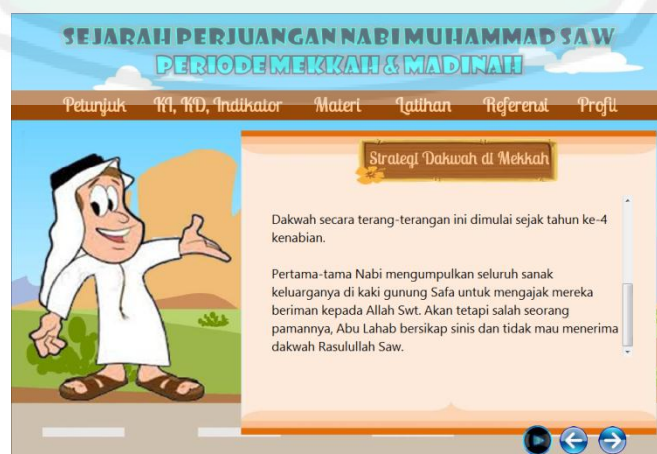 SEJARAH PERJUANGAN NABI MUHAMMAD SAW
PERIODE MEKKAH & MADINAH
Petunjuk KI, KD, Indikator Materi Latihan Referensi Profil
Strategi Dakwah di Mekkah
Dakwah secara terang-terangan ini dimulai sejak tahun ke-4
kenabian.
Pertama-tama Nabi mengumpulkan seluruh sanak
keluarganya di kaki gunung Safa untuk mengajak mereka
beriman kepada Allah Swt. Akan tetapi salah seorang
pamannya, Abu Lahab bersikap sinis dan tidak mau menerima
dakwah Rasulullah Saw.